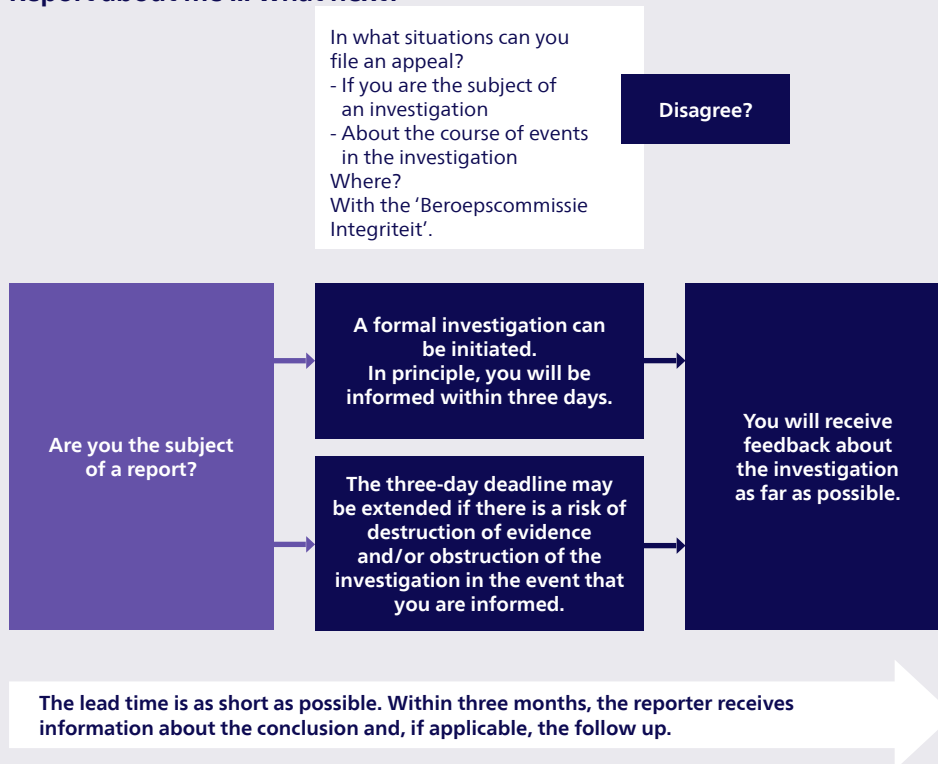 Report about me ... What next?
In what situations can you
file an appeal?
- If you are the subject of
an investigation
- About the course of events
in the investigation
Where?
With the ‘Beroepscommissie
Integriteit’.
Disagree?
Are you the subject
of a report?
A formal investigation can
be initiated.
In principle, you will be
informed within three days.
The three-day deadline may
be extended if there is a risk of
destruction of evidence
and/or obstruction of the
investigation in the event that
you are informed.
You will receive
feedback about
the investigation
as far as possible.
The lead time is as short as possible. Within three months, the reporter receives
information about the conclusion and, if applicable, the follow up.